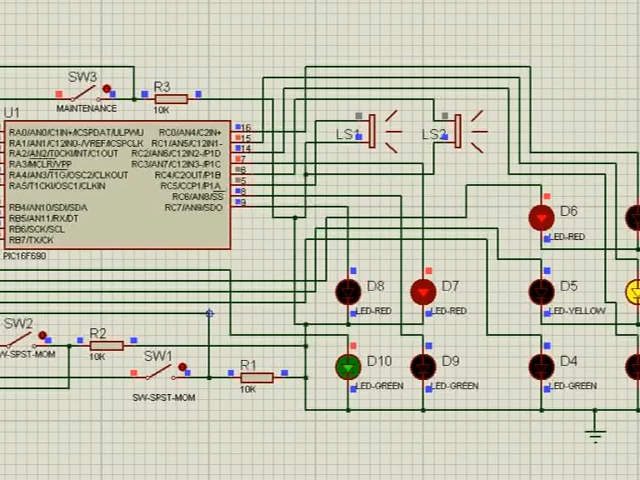 SW3
R3
MAINTENANCE
10K
U1
RA0/AN0/C1IN+/ICSPDAT/ULPWU
RC0/AN4/C2IN+
16
RA1/AN1/C12IN0-/VREF/ICSPCLK
RC1/AN5/C12IN1-
15
RA2/AN2/T0CKI/INT/C1OUT
RC2/AN6/C12IN2-/P1D
14
RA3/MCLR/VPP
RC3/AN7/C12IN3-/P1C
7
RA4/AN3/T1G/OSC2/CLKOUT
RC4/C2OUT/P1B
6
RA5/T1CKI/OSC1/CLKIN
RC5/CCP1/P1A
5
RC6/AN8/SS
8
RB4/AN10/SDI/SDA
RC7/AN9/SDO
9
RB5/AN11/RX/DT
RB6/SCK/SCL
RB7/TX/CK
PIC16F690
LS1
LS2
D6
LED-RED
D8
LED-RED
D7
LED-RED
D5
LED-YELLOW
SW2
W-SPST-MOM
R2
10K
SW1
SW-SPST-MOM
R1
10K
D10
LED-GREEN
D9
LED-GREEN
D4
LED-GREEN